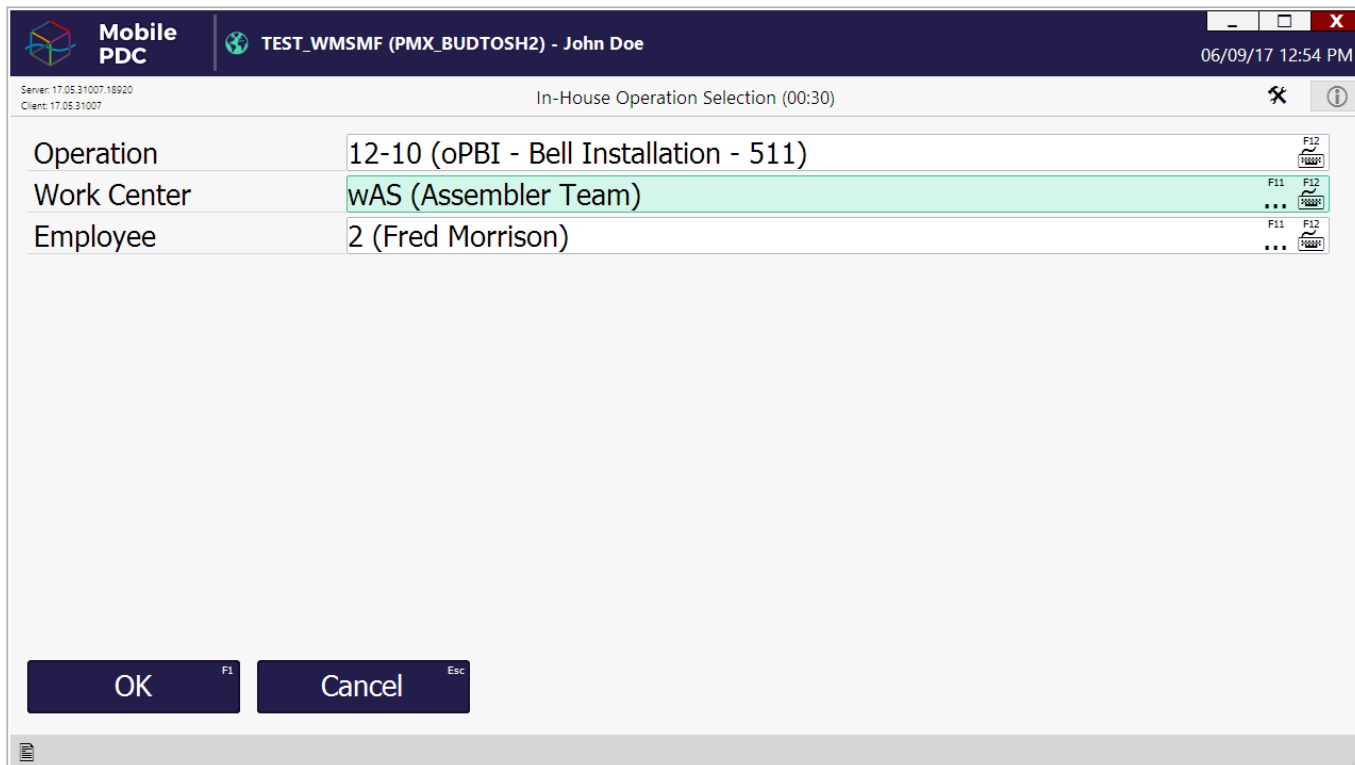 Mobile
PDC
TEST_WMSMF (PMX_BUDTOSH2) - John Doe
X
06/09/17 12:54 PM
Server: 17.05.31007.18920
Client: 17.05.31007
In-House Operation Selection (00:30)
Operation 12-10 (oPBI - Bell Installation - 511) F12
Work Center wAS (Assembler Team) F11 ... F12
Employee 2 (Fred Morrison) F11 ... F12
OK F1 Cancel Esc